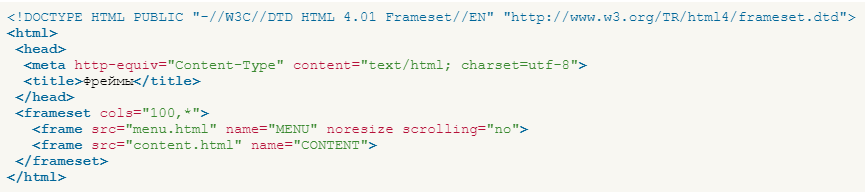 <!DOCTYPE HTML PUBLIC "-//W3C//DTD HTML 4.01 Frameset//EN" "http://www.w3.org/TR/html4/frameset.dtd">
<html>
<head>
<meta http-equiv="Content-Type" content="text/html; charset=utf-8">
<title>Фреймы</title>
</head>
<frameset cols="100,*">
<frame src="menu.html" name="MENU" noresize scrolling="no">
<frame src="content.html" name="CONTENT">
</frameset>
</html>